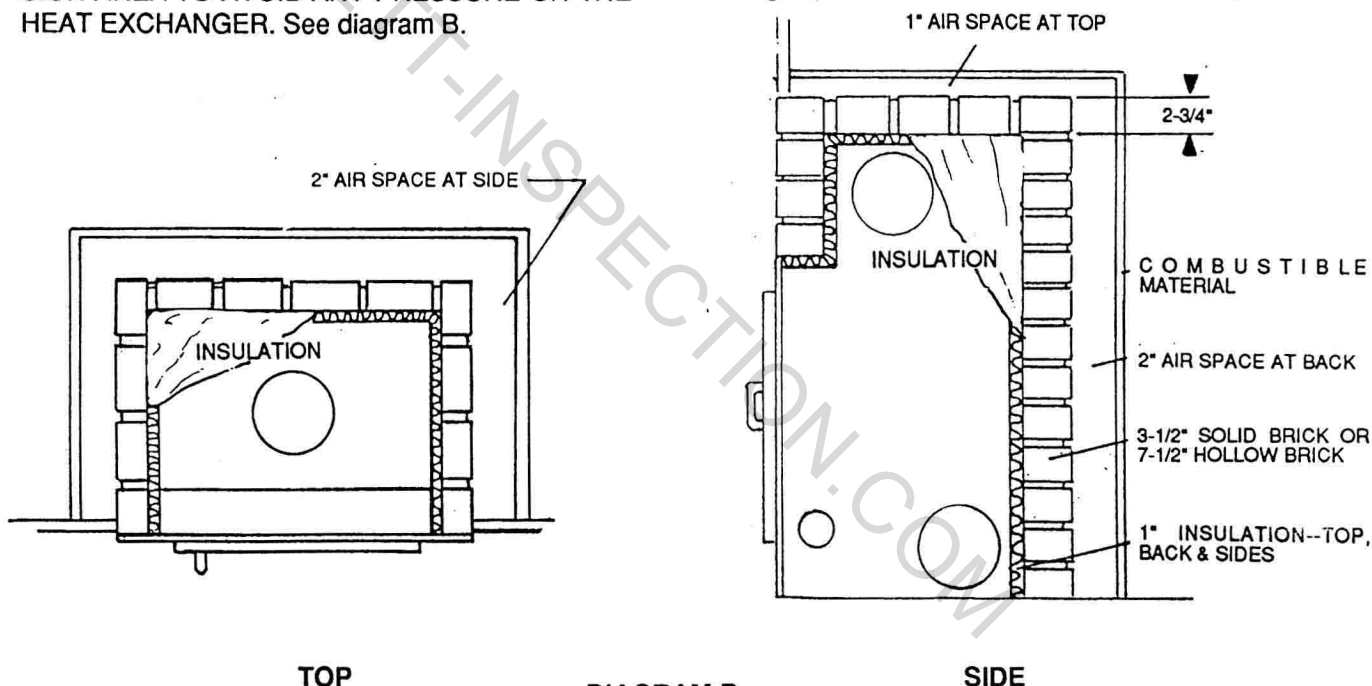 HEAT EXCHANGER. See diagram B.
1" AIR SPACE AT TOP
2-3/4"
2" AIR SPACE AT SIDE
INSULATION
INSULATION
COMBUSTIBLE
MATERIAL
2" AIR SPACE AT BACK
3-1/2" SOLID BRICK OR
7-1/2" HOLLOW BRICK
1" INSULATION--TOP,
BACK & SIDES
TOP
SIDE
T-INSPECTION.COM